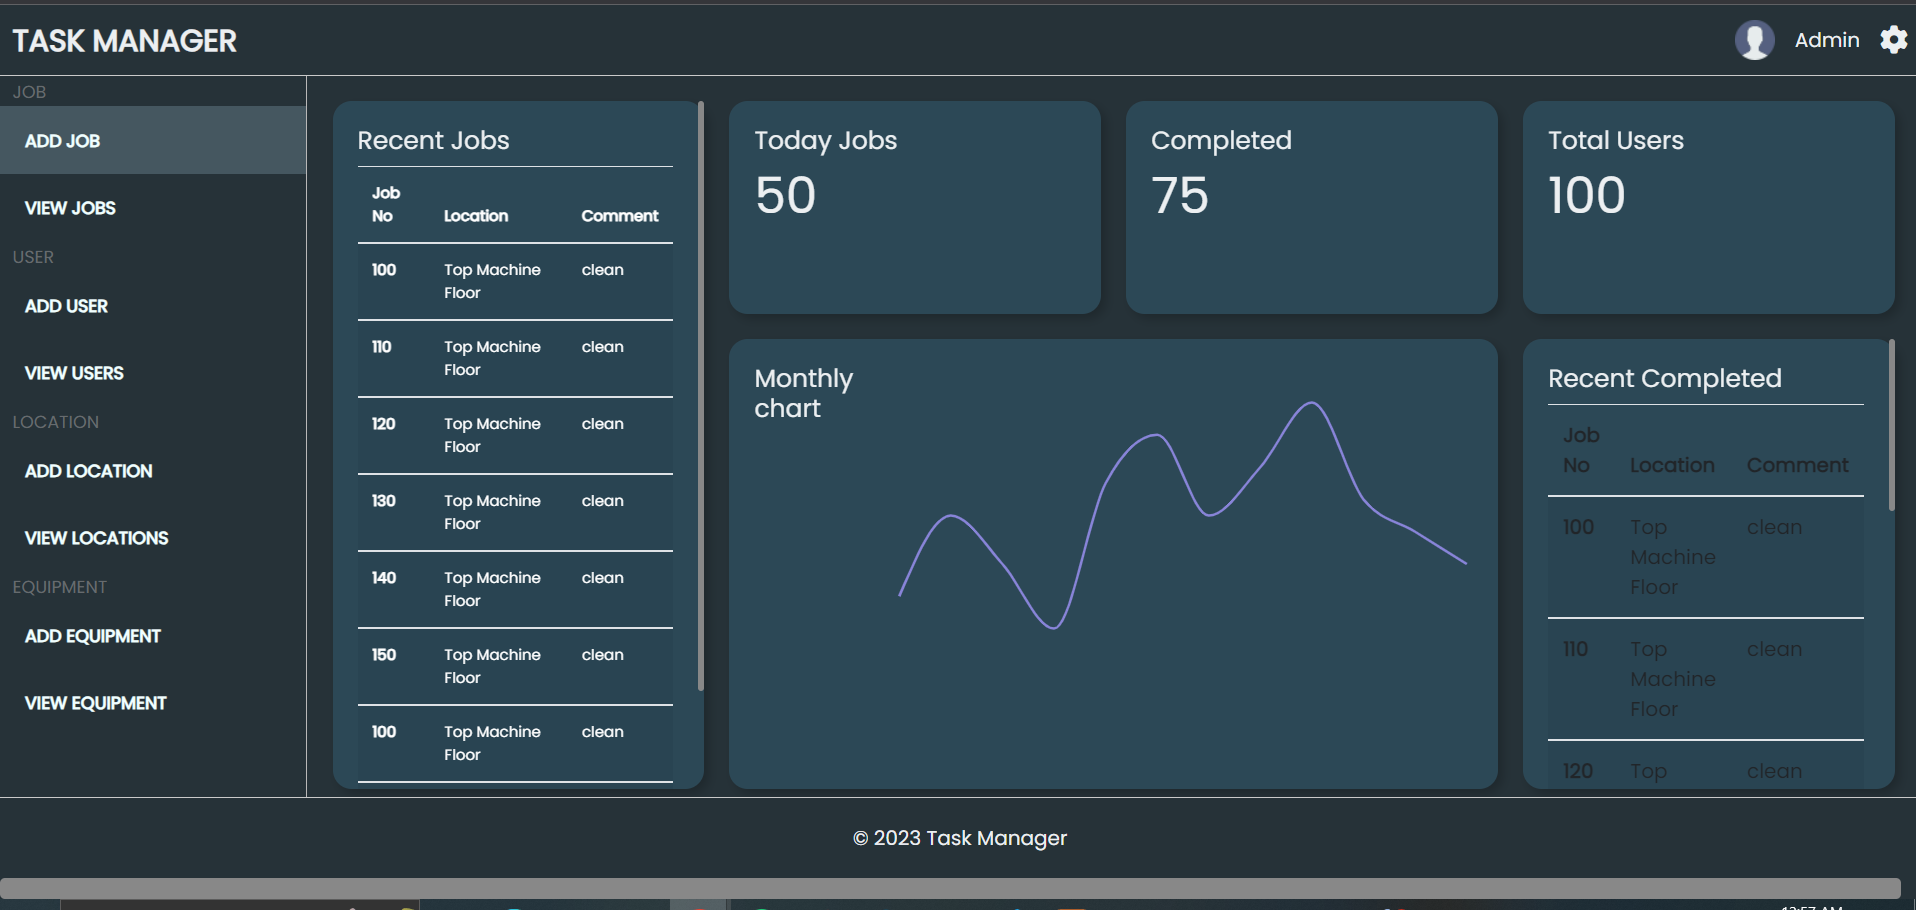 TASK MANAGER
Admin
JOB
ADD JOB
VIEW JOBS
USER
ADD USER
VIEW USERS
LOCATION
ADD LOCATION
VIEW LOCATIONS
EQUIPMENT
ADD EQUIPMENT
VIEW EQUIPMENT
Recent Jobs
Job
No Location Comment
100 Top Machine clean
Floor
110 Top Machine clean
Floor
120 Top Machine clean
Floor
130 Top Machine clean
Floor
140 Top Machine clean
Floor
150 Top Machine clean
Floor
100 Top Machine clean
Floor
Today Jobs
50
Completed
75
Total Users
100
Monthly
chart
Recent Completed
Job
No Location Comment
100 Top clean
Machine
Floor
110 Top clean
Machine
Floor
120 Top clean
© 2023 Task Manager